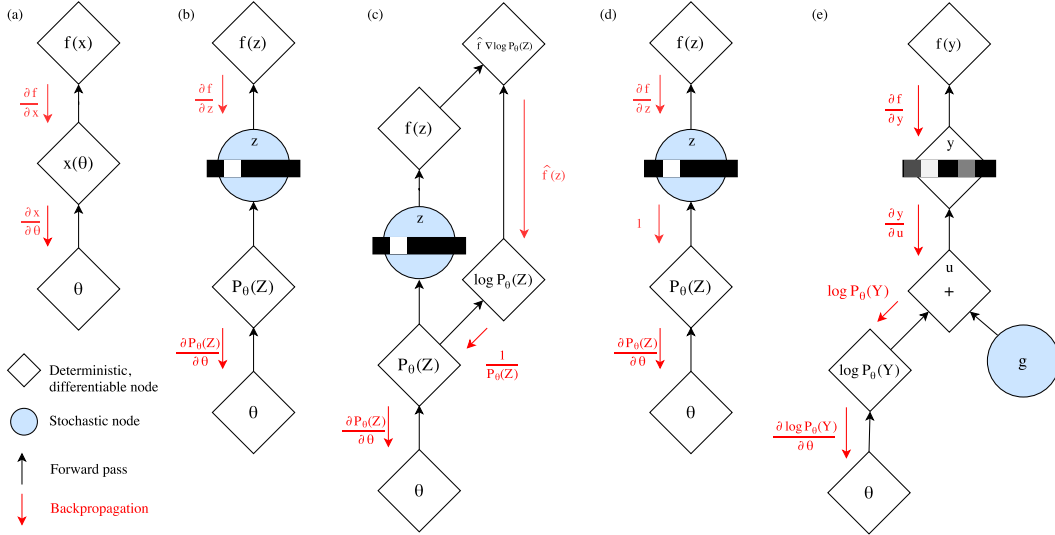 (a)
f(x)
∂f
∂x
x(θ)
∂x
∂θ
θ
Deterministic,
differentiable node
Stochastic node
Forward pass
Backpropagation
(b)
f(z)
∂f
∂z
z
P_θ(Z)
∂P_θ(Z)
∂θ
θ
(c)
f̂ ∇log P_θ(Z)
f(z)
f̂(z)
z
log P_θ(Z)
P_θ(Z)
1
P_θ(Z)
∂P_θ(Z)
∂θ
θ
(d)
f(z)
∂f
∂z
z
1
P_θ(Z)
∂P_θ(Z)
∂θ
θ
(e)
f(y)
∂f
∂y
y
∂y
∂u
u
+
log P_θ(Y)
log P_θ(Y)
g
∂log P_θ(Y)
∂θ
θ